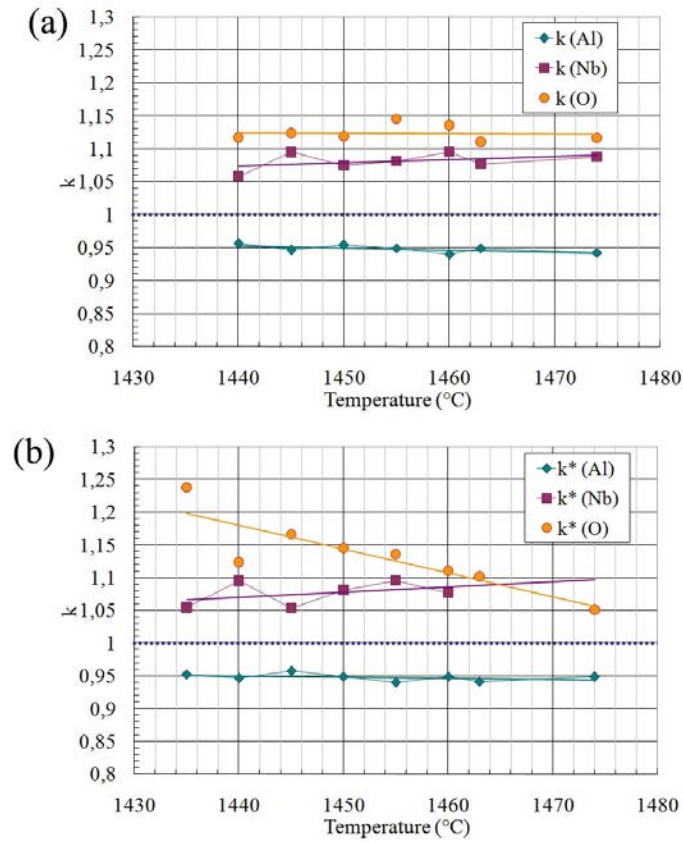 (a)
1,3
1,25
1,2
1,15
1,1
1,05
1
0,95
0,9
0,85
0,8
k
k (Al)
k (Nb)
k (O)
1430 1440 1450 1460 1470 1480
Temperature (°C)
(b)
1,3
1,25
1,2
1,15
1,1
1,05
1
0,95
0,9
0,85
0,8
k
k* (Al)
k* (Nb)
k* (O)
1430 1440 1450 1460 1470 1480
Temperature (°C)